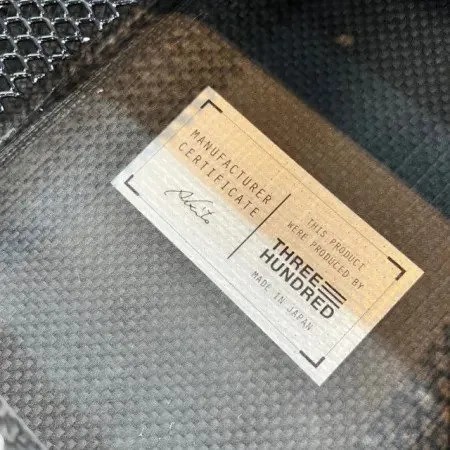 MANUFACTURER
CERTIFICATE
THIS PRODUCT
WERE PRODUCED BY
THREE
HUNDRED
MADE IN JAPAN